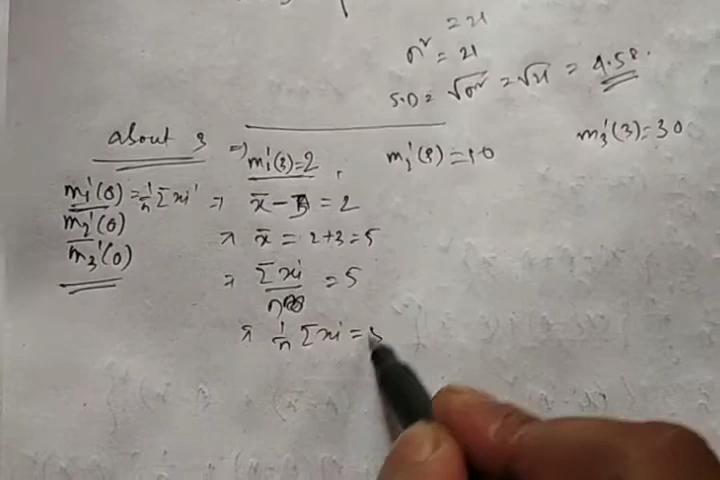 = 21
σ² = 21
S.D = √σ² = √21 = 4.58.
about 3 ⇒ m₁'(3)=2, m₂'(3)=10 m₃'(3)=30
m₁'(0) = 1/n Σxi ⇒ x̄ - 3 = 2
m₂'(0) ⇒ x̄ = 2+3=5
m₃'(0) ⇒ Σxi/n = 5
⇒ 1/n Σxi = 5